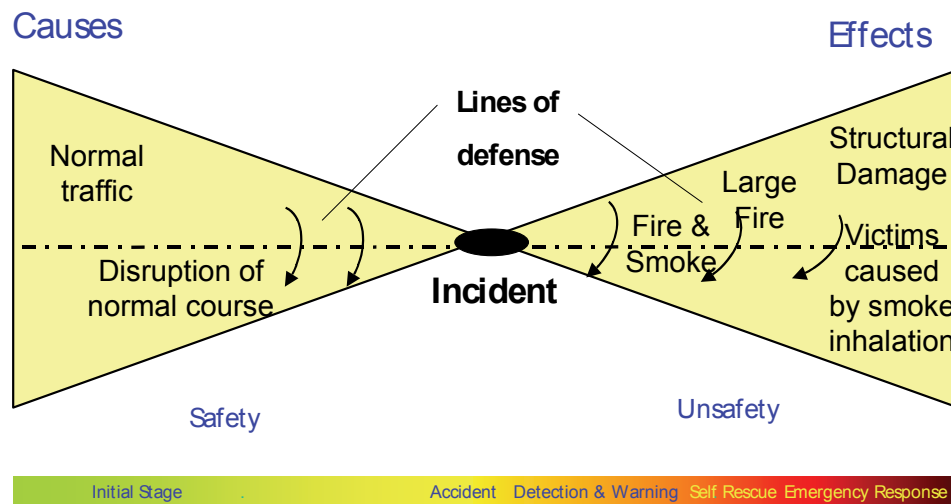 Causes
Effects
Lines of
defense
Normal
traffic
Disruption of
normal course
Incident
Fire &
Smoke
Large
Fire
Structural
Damage
Victims
caused
by smoke
inhalation
Safety
Unsafety
Initial Stage . Accident Detection & Warning Self Rescue Emergency Response